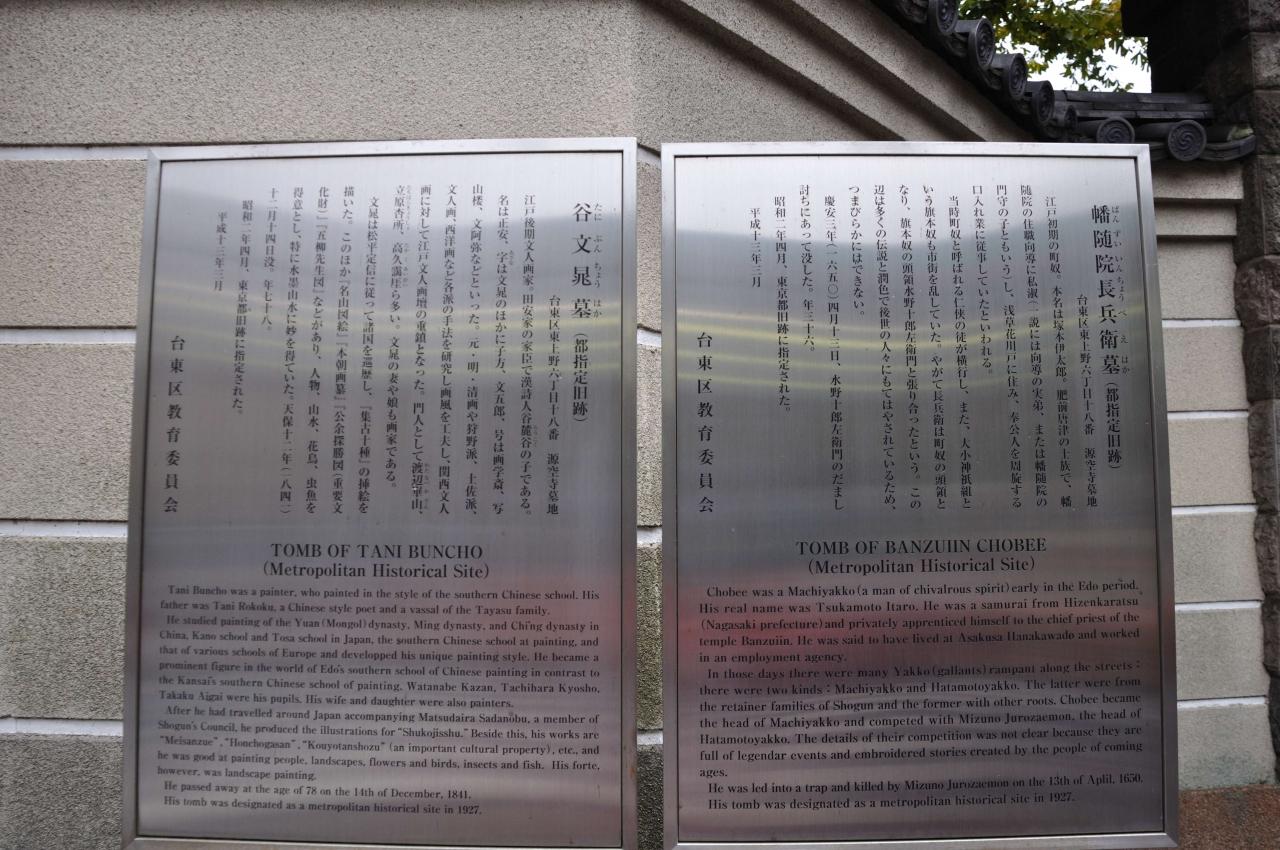 谷文晁墓（都指定旧跡）
たに ぶん ちょう はか
台東区東上野六丁目十八番　源空寺墓地
江戸後期文人画家。田安家の家臣で漢詩人谷麓谷の子である。
名は正安、字は文晁のほかに子方、文五郎、号は画学斎、写
山楼、文阿弥などといった。元・明・清画や狩野派、土佐派、
文人画、西洋画など各派の手法を研究し画風を工夫し、関西文人
画に対して江戸文人画壇の重鎮となった。門人として渡辺崋山、
立原杏所、高久靄厓ら多い。文晁の妻や娘も画家である。
文晁は松平定信に従って諸国を巡歴し、『集古十種』の挿絵を
描いた。このほか『名山図絵』『本朝画纂』『公余探勝図（重要文
化財）』『五柳先生図』などがあり、人物、山水、花鳥、虫魚を
得意とし、特に水墨山水に妙を得ていた。天保十二年（一八四一）
十二月十四日没。年七十八。
昭和二年四月、東京都旧跡に指定された。
平成十三年三月
台東区教育委員会
TOMB OF TANI BUNCHO
(Metropolitan Historical Site)
Tani Buncho was a painter, who painted in the style of the southern Chinese school. His
father was Tani Rokoku, a Chinese style poet and a vassal of the Tayasu family.
He studied painting of the Yuan (Mongol) dynasty, Ming dynasty, and Ching dynasty in
China, Kano school and Tosa school in Japan, the southern Chinese school at painting, and
that of various schools of Europe and developped his unique painting style. He became a
prominent figure in the world of Edo's southern school of Chinese painting in contrast to
the Kansai's southern Chinese school of painting. Watanabe Kazan, Tachihara Kyosho,
Takaku Aigai were his pupils. His wife and daughter were also painters.
After he had travelled around Japan accompanying Matsudaira Sadanobu, a member of
Shogun's Council, he produced the illustrations for "Shukojisshu." Beside this, his works are
"Meisanzue", "Honchogasan", "Kouyotanshozu" (an important cultural property), etc., and
he was good at painting people, landscapes, flowers and birds, insects and fish. His forte,
however, was landscape painting.
He passed away at the age of 78 on the 14th of December, 1841.
His tomb was designated as a metropolitan historical site in 1927.
幡随院長兵衛墓（都指定旧跡）
ばん ずい いん ちょう べ え はか
台東区東上野六丁目十八番　源空寺墓地
江戸初期の町奴。本名は塚本伊太郎。肥前唐津の士族で、幡
随院の住職向導に私淑（一説には向導の実弟、または幡随院の
門守の子ともいう）し、浅草花川戸に住み、奉公人を周旋する
口入れ業に従事していたといわれる。
当時町奴と呼ばれる仁侠の徒が横行し、また、大小神祇組と
いう旗本奴も市街を乱していた。やがて長兵衛は町奴の頭領と
なり、旗本奴の頭領水野十郎左衛門と張り合ったという。この
辺は多くの伝説と潤色で後世の人々にもてはやされているため、
つまびらかにはできない。
慶安三年（一六五〇）四月十三日、水野十郎左衛門のだまし
討ちにあって没した。年三十六。
昭和二年四月、東京都旧跡に指定された。
平成十三年三月
台東区教育委員会
TOMB OF BANZUIIN CHOBEE
(Metropolitan Historical Site)
Chobee was a Machiyakko (a man of chivalrous spirit) early in the Edo period.
His real name was Tsukamoto Itaro. He was a samurai from Hizenkaratsu
(Nagasaki prefecture) and privately apprenticed himself to the chief priest of the
temple Banzuiin. He was said to have lived at Asakusa Hanakawado and worked
in an employment agency.
In those days there were many Yakko (gallants) rampant along the streets :
there were two kinds : Machiyakko and Hatamotoyakko. The latter were from
the retainer families of Shogun and the former with other roots. Chobee became
the head of Machiyakko and competed with Mizuno Jurozaemon, the head of
Hatamotoyakko. The details of their competition was not clear because they are
full of legendar events and embroidered stories created by the people of coming
ages.
He was led into a trap and killed by Mizuno Jurozaemon on the 13th of Aplil, 1650.
His tomb was designated as a metropolitan historical site in 1927.